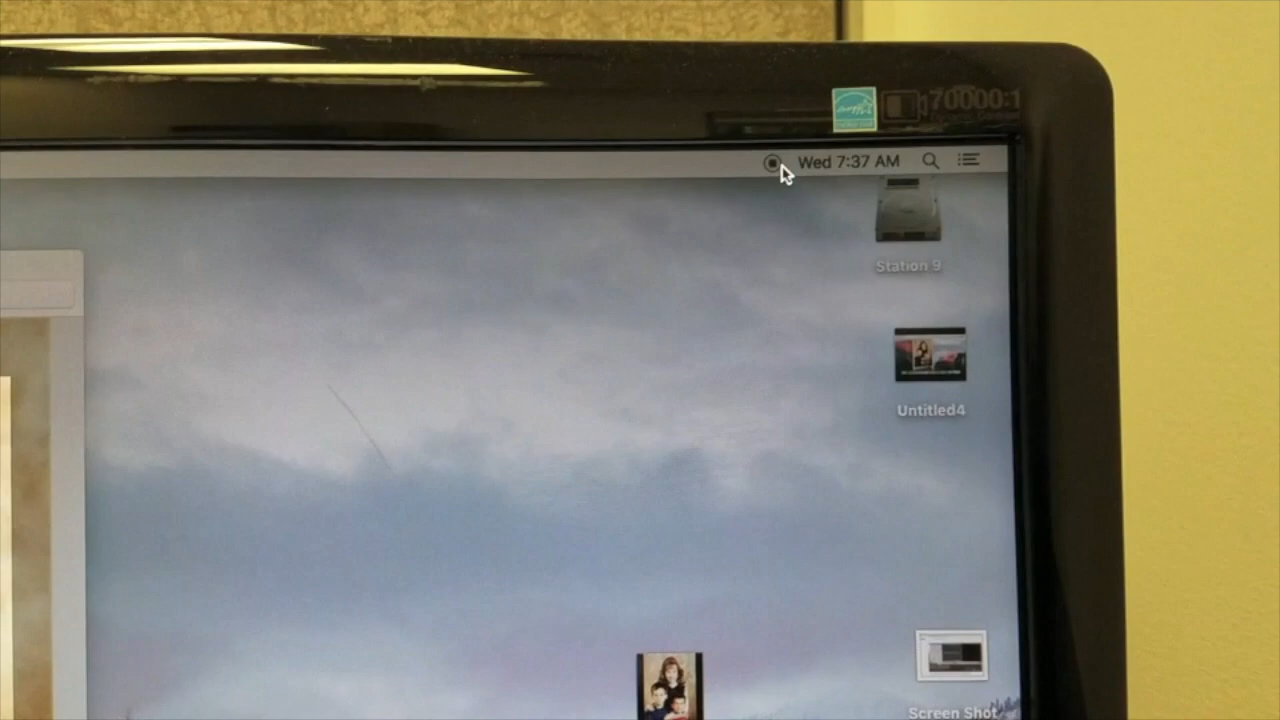 70000:1
Wed 7:37 AM
Station 9
Untitled4
Screen Shot